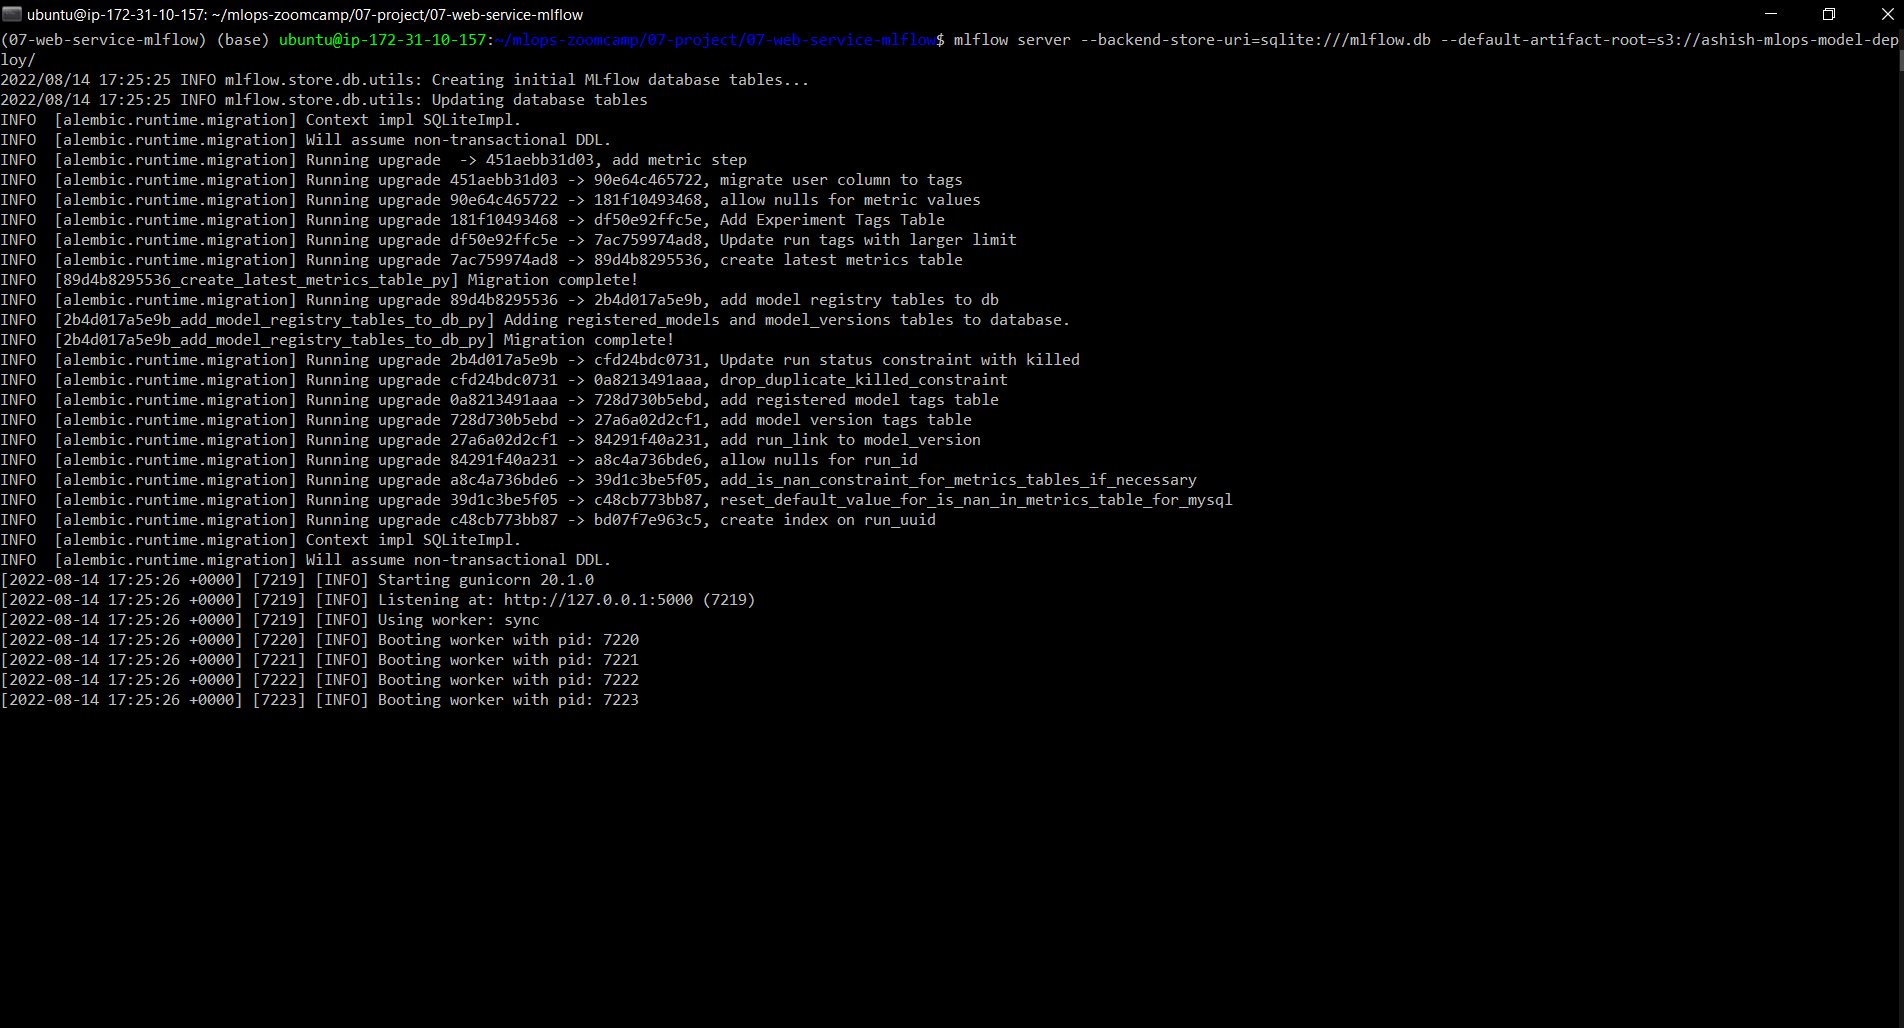 ubuntu@ip-172-31-10-157: ~/mlops-zoomcamp/07-project/07-web-service-mlflow
(07-web-service-mlflow) (base) ubuntu@ip-172-31-10-157:~/mlops-zoomcamp/07-project/07-web-service-mlflow$ mlflow server --backend-store-uri=sqlite:///mlflow.db --default-artifact-root=s3://ashish-mlops-model-dep
loy/
2022/08/14 17:25:25 INFO mlflow.store.db.utils: Creating initial MLflow database tables...
2022/08/14 17:25:25 INFO mlflow.store.db.utils: Updating database tables
INFO  [alembic.runtime.migration] Context impl SQLiteImpl.
INFO  [alembic.runtime.migration] Will assume non-transactional DDL.
INFO  [alembic.runtime.migration] Running upgrade  -> 451aebb31d03, add metric step
INFO  [alembic.runtime.migration] Running upgrade 451aebb31d03 -> 90e64c465722, migrate user column to tags
INFO  [alembic.runtime.migration] Running upgrade 90e64c465722 -> 181f10493468, allow nulls for metric values
INFO  [alembic.runtime.migration] Running upgrade 181f10493468 -> df50e92ffc5e, Add Experiment Tags Table
INFO  [alembic.runtime.migration] Running upgrade df50e92ffc5e -> 7ac759974ad8, Update run tags with larger limit
INFO  [alembic.runtime.migration] Running upgrade 7ac759974ad8 -> 89d4b8295536, create latest metrics table
INFO  [89d4b8295536_create_latest_metrics_table_py] Migration complete!
INFO  [alembic.runtime.migration] Running upgrade 89d4b8295536 -> 2b4d017a5e9b, add model registry tables to db
INFO  [2b4d017a5e9b_add_model_registry_tables_to_db_py] Adding registered_models and model_versions tables to database.
INFO  [2b4d017a5e9b_add_model_registry_tables_to_db_py] Migration complete!
INFO  [alembic.runtime.migration] Running upgrade 2b4d017a5e9b -> cfd24bdc0731, Update run status constraint with killed
INFO  [alembic.runtime.migration] Running upgrade cfd24bdc0731 -> 0a8213491aaa, drop_duplicate_killed_constraint
INFO  [alembic.runtime.migration] Running upgrade 0a8213491aaa -> 728d730b5ebd, add registered model tags table
INFO  [alembic.runtime.migration] Running upgrade 728d730b5ebd -> 27a6a02d2cf1, add model version tags table
INFO  [alembic.runtime.migration] Running upgrade 27a6a02d2cf1 -> 84291f40a231, add run_link to model_version
INFO  [alembic.runtime.migration] Running upgrade 84291f40a231 -> a8c4a736bde6, allow nulls for run_id
INFO  [alembic.runtime.migration] Running upgrade a8c4a736bde6 -> 39d1c3be5f05, add_is_nan_constraint_for_metrics_tables_if_necessary
INFO  [alembic.runtime.migration] Running upgrade 39d1c3be5f05 -> c48cb773bb87, reset_default_value_for_is_nan_in_metrics_table_for_mysql
INFO  [alembic.runtime.migration] Running upgrade c48cb773bb87 -> bd07f7e963c5, create index on run_uuid
INFO  [alembic.runtime.migration] Context impl SQLiteImpl.
INFO  [alembic.runtime.migration] Will assume non-transactional DDL.
[2022-08-14 17:25:26 +0000] [7219] [INFO] Starting gunicorn 20.1.0
[2022-08-14 17:25:26 +0000] [7219] [INFO] Listening at: http://127.0.0.1:5000 (7219)
[2022-08-14 17:25:26 +0000] [7219] [INFO] Using worker: sync
[2022-08-14 17:25:26 +0000] [7220] [INFO] Booting worker with pid: 7220
[2022-08-14 17:25:26 +0000] [7221] [INFO] Booting worker with pid: 7221
[2022-08-14 17:25:26 +0000] [7222] [INFO] Booting worker with pid: 7222
[2022-08-14 17:25:26 +0000] [7223] [INFO] Booting worker with pid: 7223